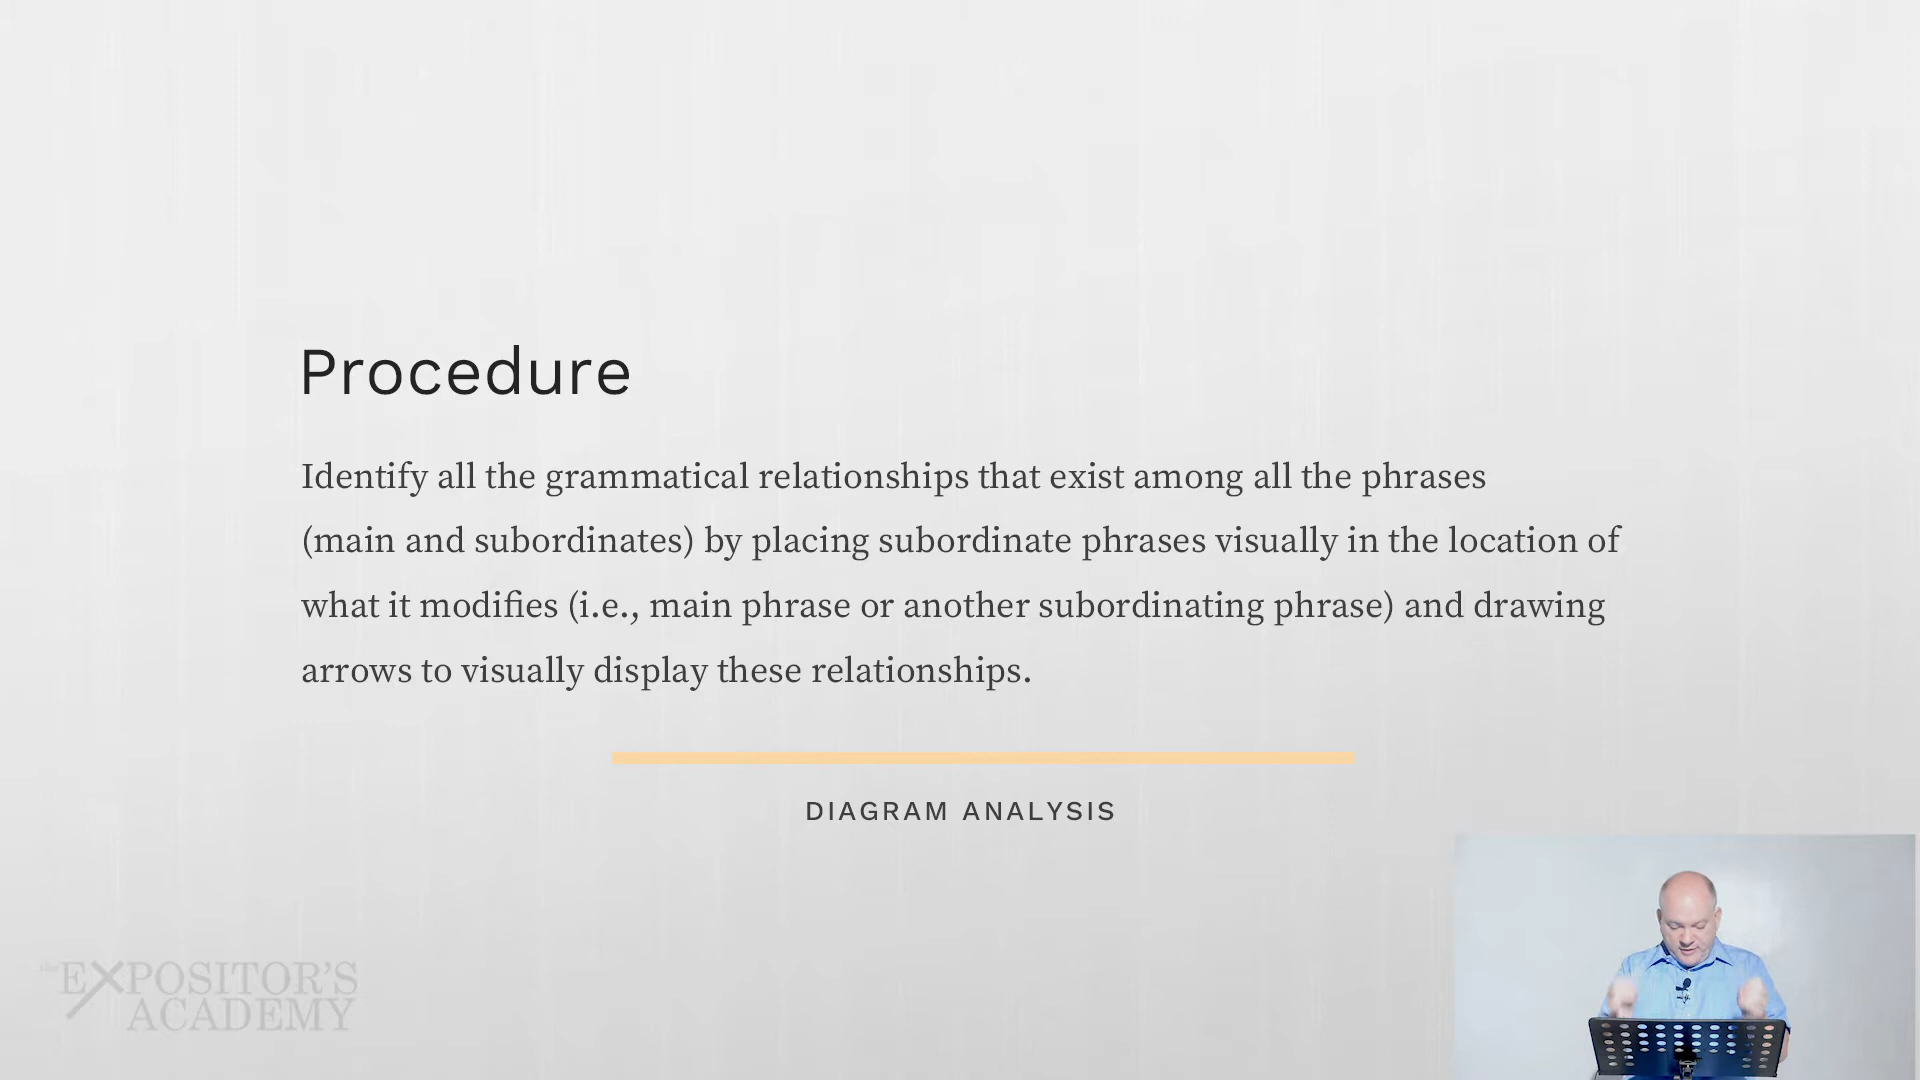 Procedure
Identify all the grammatical relationships that exist among all the phrases
(main and subordinates) by placing subordinate phrases visually in the location of
what it modifies (i.e., main phrase or another subordinating phrase) and drawing
arrows to visually display these relationships.
DIAGRAM ANALYSIS
the EXPOSITOR'S
ACADEMY